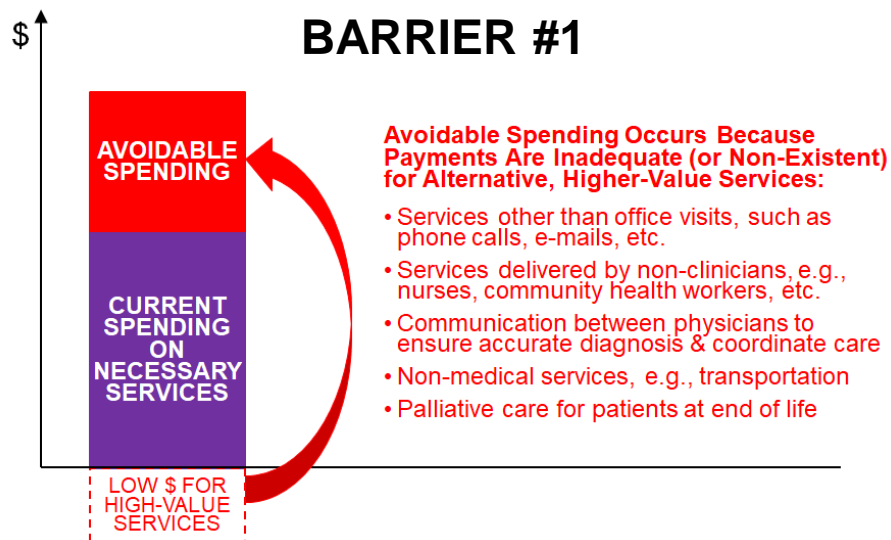 $
BARRIER #1
AVOIDABLE
SPENDING
CURRENT
SPENDING
ON
NECESSARY
SERVICES
LOW $ FOR
HIGH-VALUE
SERVICES
Avoidable Spending Occurs Because
Payments Are Inadequate (or Non-Existent)
for Alternative, Higher-Value Services:
• Services other than office visits, such as
phone calls, e-mails, etc.
• Services delivered by non-clinicians, e.g.,
nurses, community health workers, etc.
• Communication between physicians to
ensure accurate diagnosis & coordinate care
• Non-medical services, e.g., transportation
• Palliative care for patients at end of life